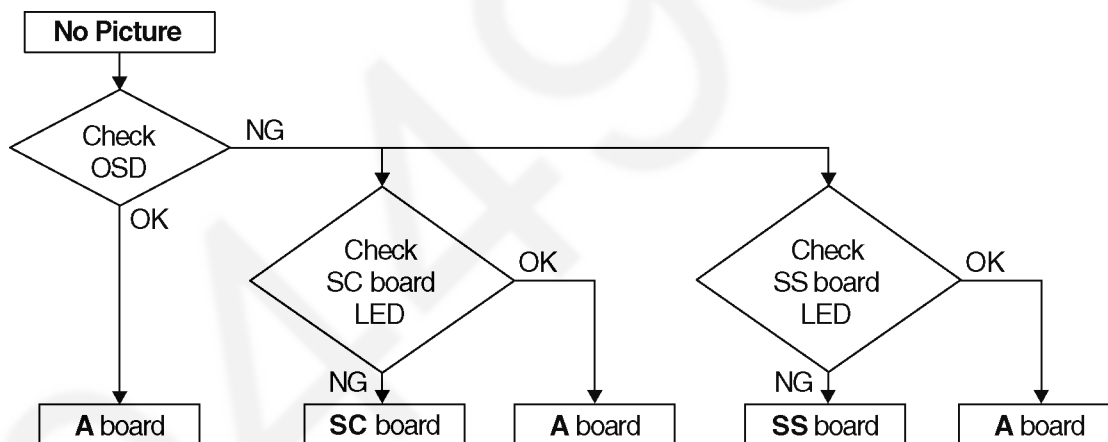 No Picture
Check
OSD
NG
OK
Check
SC board
LED
OK
NG
Check
SS board
LED
OK
NG
A board
SC board
A board
SS board
A board